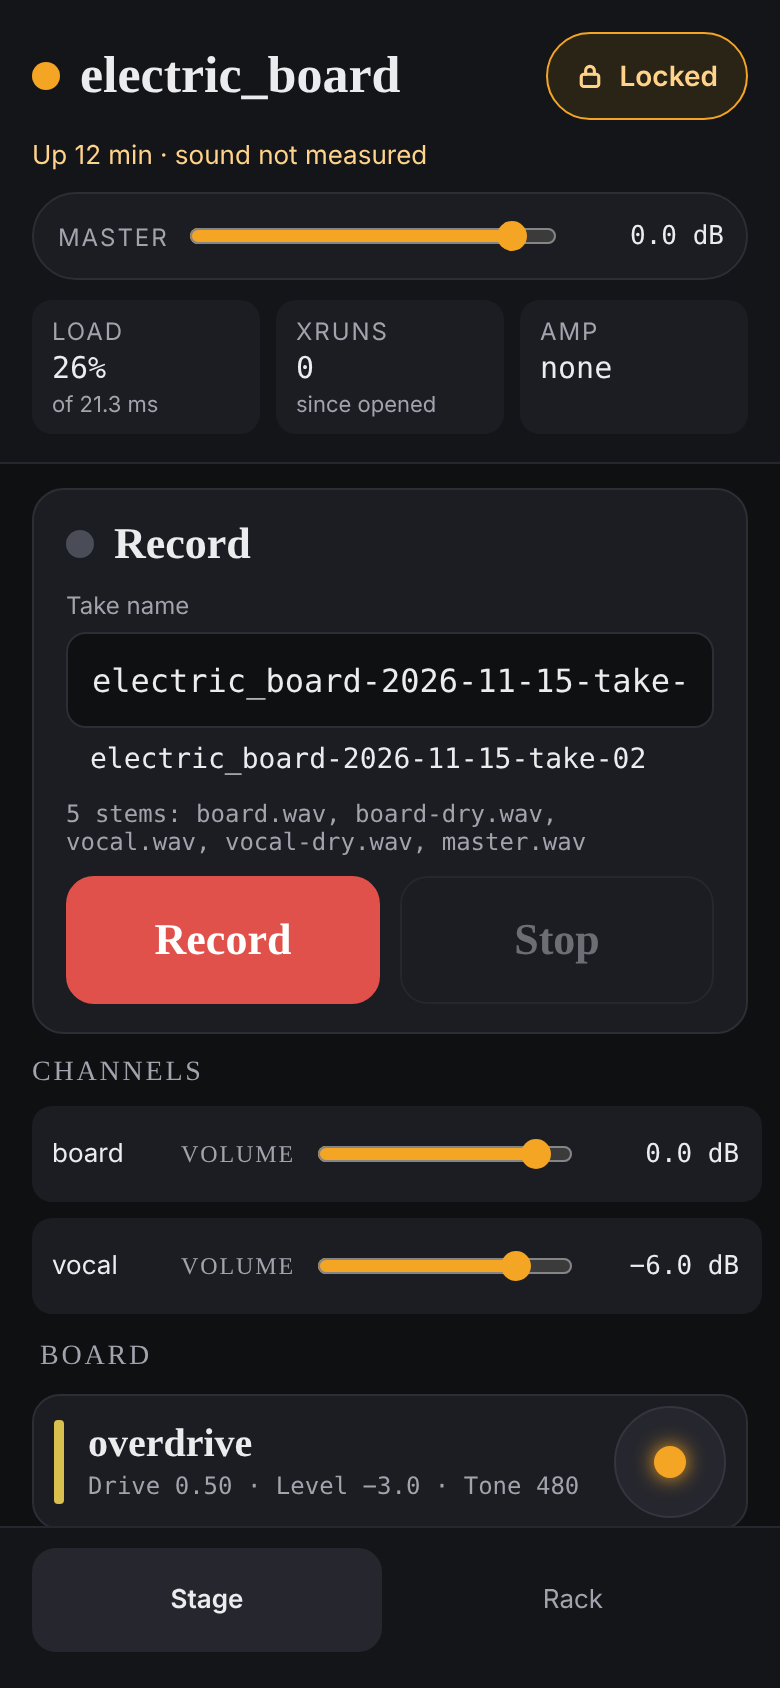 electric_board
Locked
Up 12 min · sound not measured
MASTER 0.0 dB
LOAD
26%
of 21.3 ms
XRUNS
0
since opened
AMP
none
Record
Take name
electric_board-2026-11-15-take-
electric_board-2026-11-15-take-02
5 stems: board.wav, board-dry.wav,
vocal.wav, vocal-dry.wav, master.wav
Record
Stop
CHANNELS
board VOLUME 0.0 dB
vocal VOLUME −6.0 dB
BOARD
overdrive
Drive 0.50 · Level −3.0 · Tone 480
Stage
Rack